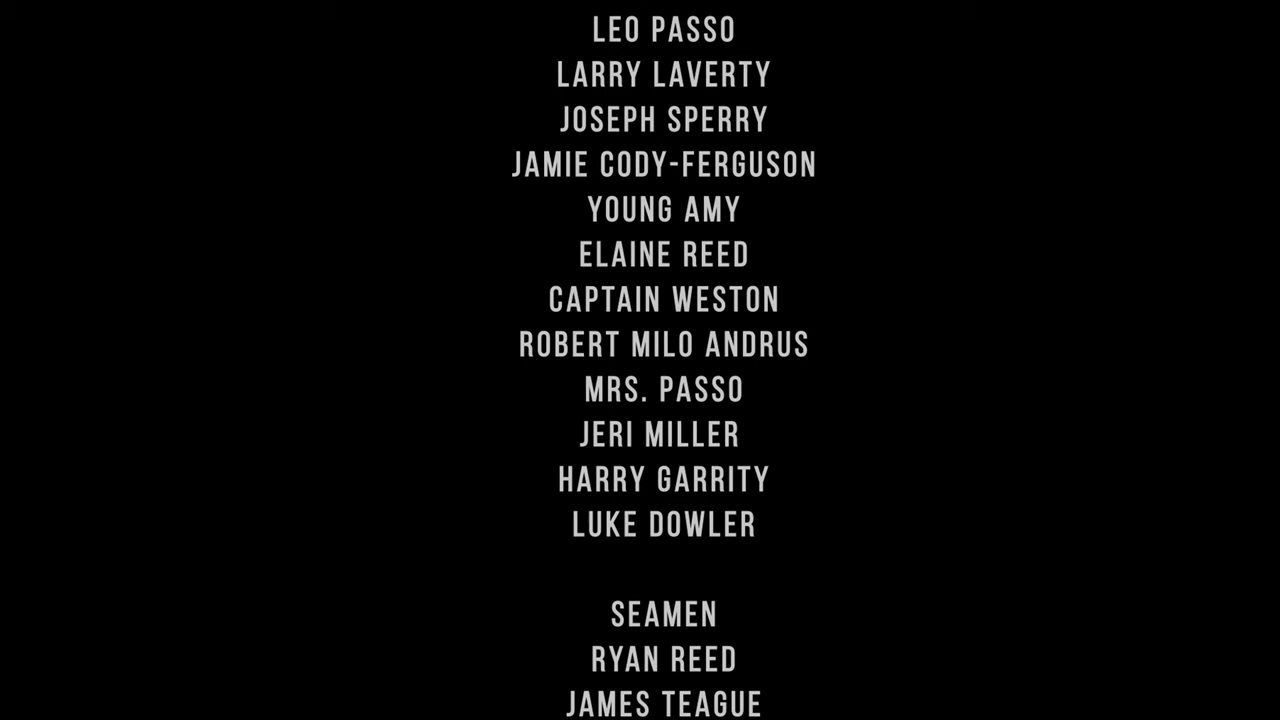 LEO PASSO
LARRY LAVERTY
JOSEPH SPERRY
JAMIE CODY-FERGUSON
YOUNG AMY
ELAINE REED
CAPTAIN WESTON
ROBERT MILO ANDRUS
MRS. PASSO
JERI MILLER
HARRY GARRITY
LUKE DOWLER
SEAMEN
RYAN REED
JAMES TEAGUE